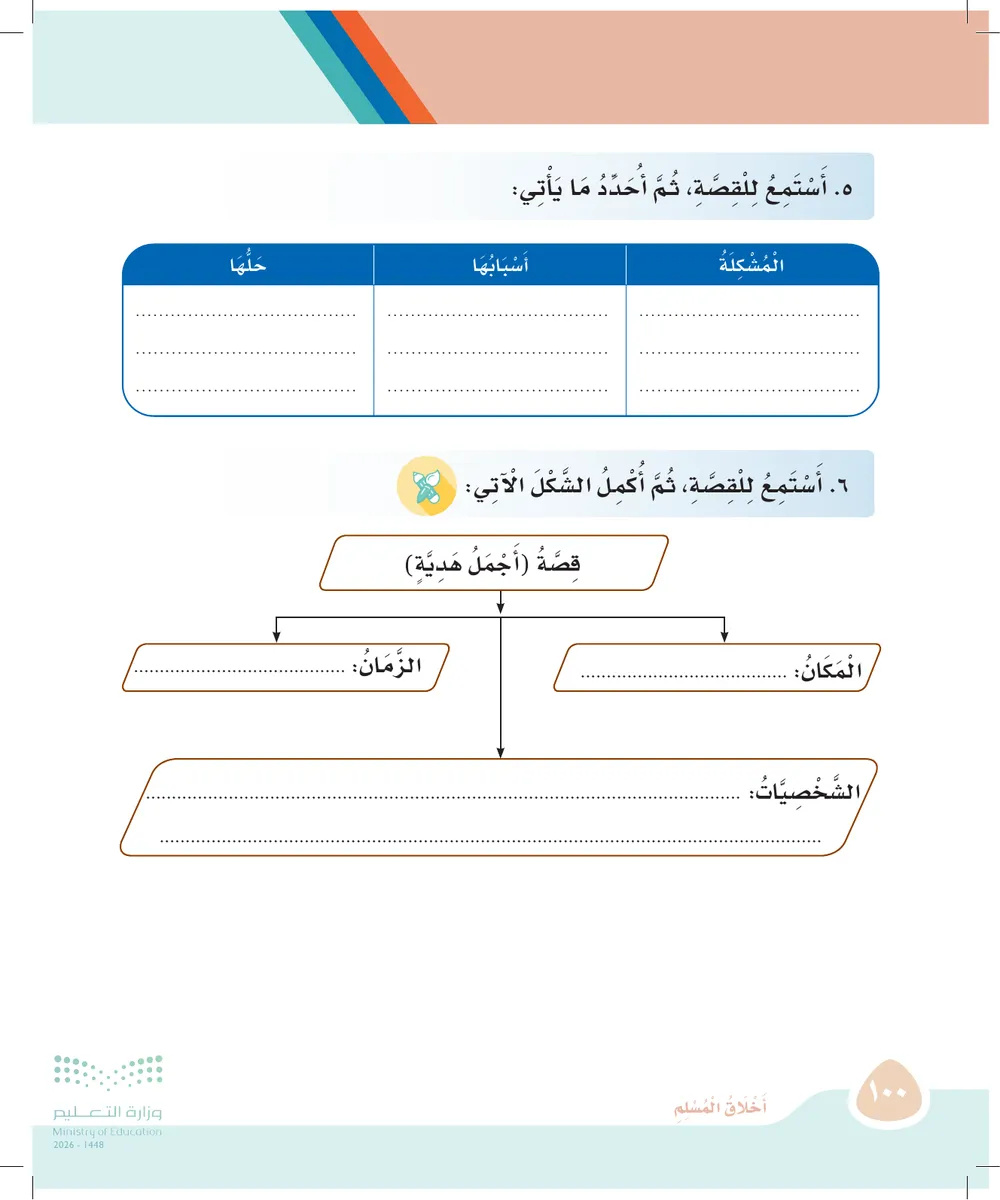 ٥. أَسْتَمِعُ لِلْقِصَّةِ، ثُمَّ أُحَدِّدُ مَا يَأْتِي:
الْمُشْكِلَةُ أَسْبَابُهَا حَلُّهَا
٦. أَسْتَمِعُ لِلْقِصَّةِ، ثُمَّ أُكْمِلُ الشَّكْلَ الْآتِي:
قِصَّةُ (أَجْمَلُ هَدِيَّةٍ)
الْمَكَانُ: ........................................ الزَّمَانُ: ........................................
الشَّخْصِيَّاتُ: ........................................
أَخْلَاقُ الْمُسْلِمِ
١٠٠
وزارة التعليم
Ministry of Education
2026 - 1448